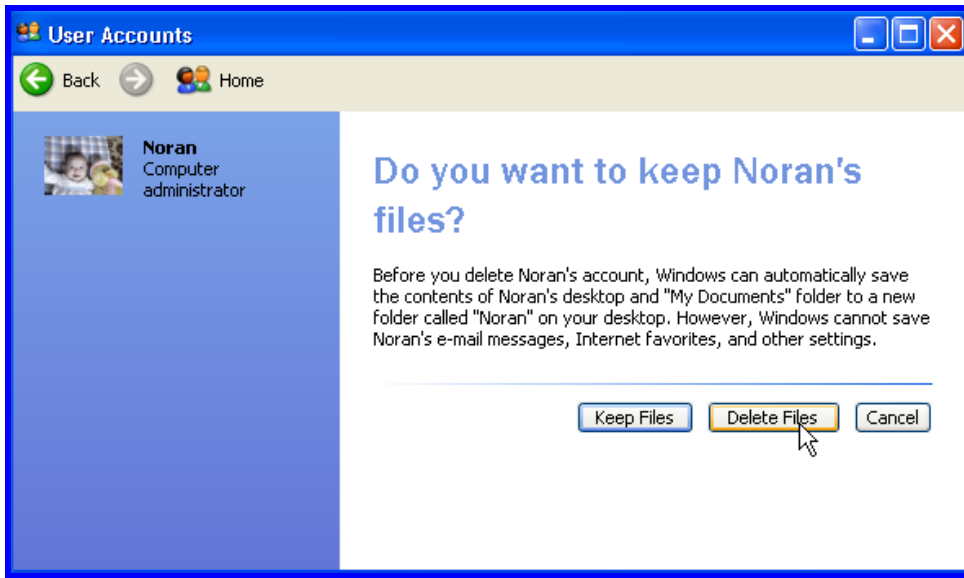 User Accounts
Back
Home
Noran
Computer
administrator
Do you want to keep Noran's
files?
Before you delete Noran's account, Windows can automatically save
the contents of Noran's desktop and "My Documents" folder to a new
folder called "Noran" on your desktop. However, Windows cannot save
Noran's e-mail messages, Internet favorites, and other settings.
Keep Files
Delete Files
Cancel